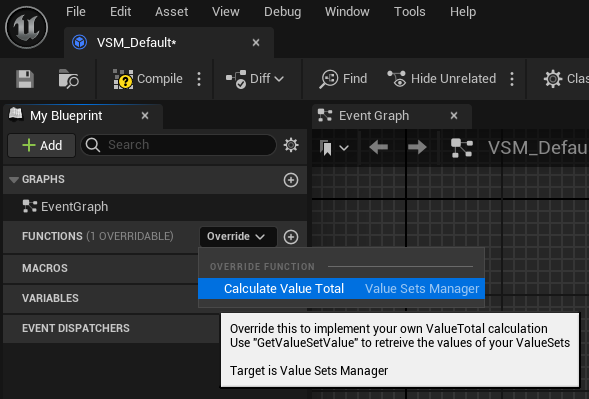 File Edit Asset View Debug Window Tools Help
VSM_Default*
Compile Diff Find Hide Unrelated Clas
My Blueprint Event Graph
Add Search VSM_Defau
GRAPHS
EventGraph
FUNCTIONS (1 OVERRIDABLE) Override
OVERRIDE FUNCTION
MACROS
Calculate Value Total Value Sets Manager
VARIABLES
EVENT DISPATCHERS
Override this to implement your own ValueTotal calculation
Use "GetValueSetValue" to retreive the values of your ValueSets
Target is Value Sets Manager